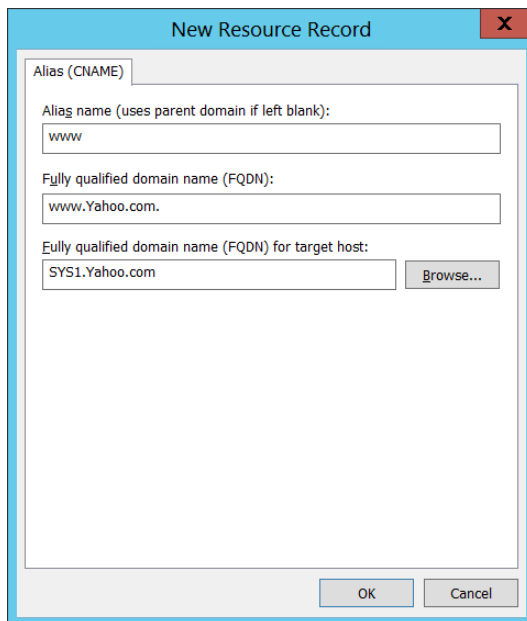 New Resource Record
X
Alias (CNAME)
Alias name (uses parent domain if left blank):
www
Fully qualified domain name (FQDN):
www.Yahoo.com.
Fully qualified domain name (FQDN) for target host:
SYS1.Yahoo.com
Browse...
OK
Cancel